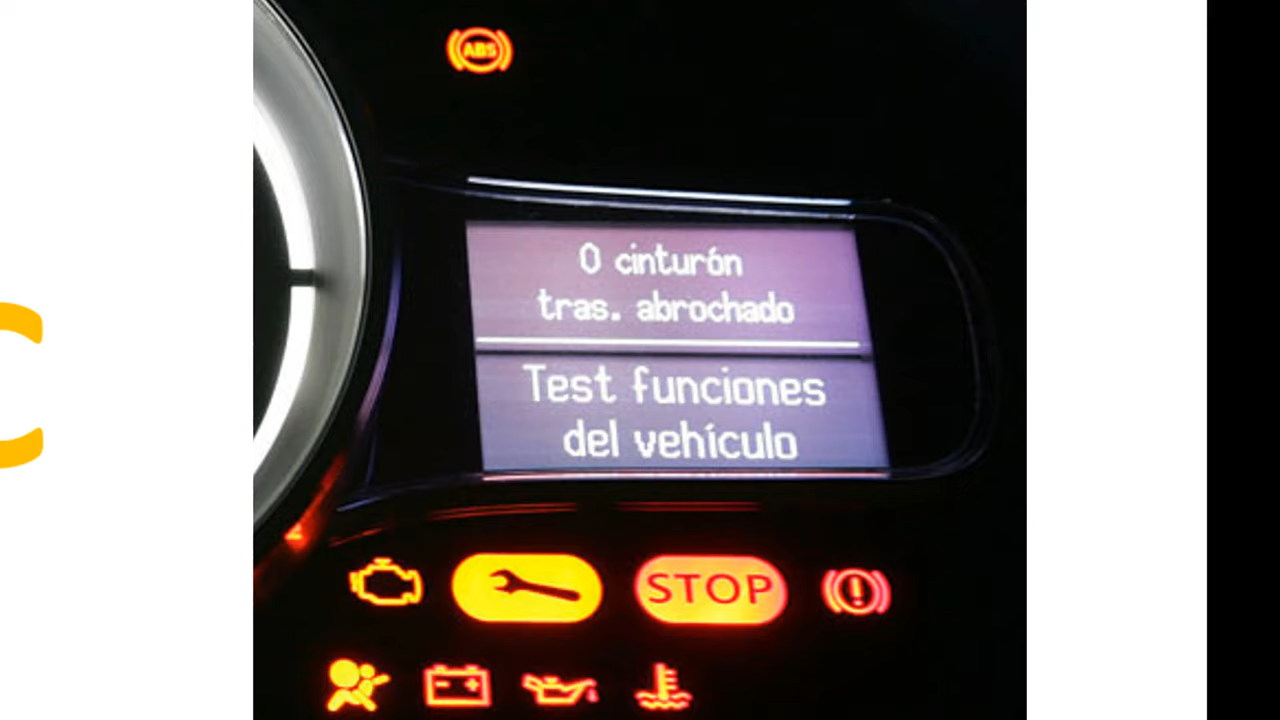 ABS
0 cinturón
tras. abrochado
Test funciones
del vehículo
STOP